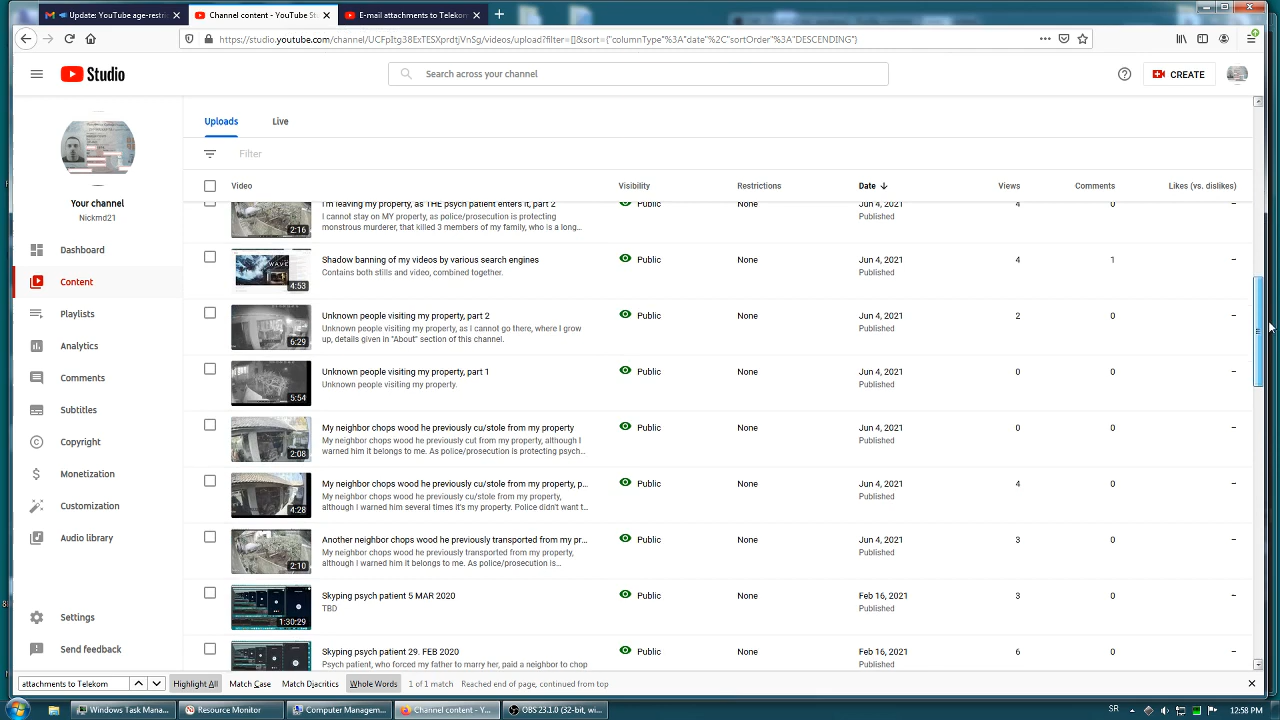 Update: YouTube age-restri
Channel content - YouTube St
E-mail attachments to Telekom
https://studio.youtube.com/channel/
/videos/upload?filter=[]&sort={"columnType"%3A"date"%2C"sortOrder"%3A"DESCENDING"}
Studio
Search across your channel
CREATE
Your channel
Nickmd21
Dashboard
Content
Playlists
Analytics
Comments
Subtitles
Copyright
Monetization
Customization
Audio library
Settings
Send feedback
Uploads
Live
Filter
Video Visibility Restrictions Date Views Comments Likes (vs. dislikes)
I'm leaving my property, as THE psych patient enters it, part 2 Public None Jun 4, 2021 4 0 –
I cannot stay on MY property, as police/prosecution is protecting Published
monstrous murderer, that killed 3 members of my family, who is a long...
2:16
Shadow banning of my videos by various search engines Public None Jun 4, 2021 4 1 –
Contains both stills and video, combined together. Published
4:53
Unknown people visiting my property, part 2 Public None Jun 4, 2021 2 0 –
Unknown people visiting my property, as I cannot go there, where I grow Published
up, details given in "About" section of this channel.
6:29
Unknown people visiting my property, part 1 Public None Jun 4, 2021 0 0 –
Unknown people visiting my property. Published
5:54
My neighbor chops wood he previously cu/stole from my property Public None Jun 4, 2021 0 0 –
My neighbor chops wood he previously cut from my property, although I Published
warned him it belongs to me. As police/prosecution is protecting psych...
2:08
My neighbor chops wood he previously cu/stole from my property, p... Public None Jun 4, 2021 4 0 –
My neighbor chops wood he previously cu/stole from my property, Published
although I warned him several times it's my property. Police didn't want t...
4:28
Another neighbor chops wood he previously transported from my pr... Public None Jun 4, 2021 3 0 –
My neighbor chops wood he previously transported from my property, Published
although I warned him it belongs to me. As police/prosecution is...
2:10
Skyping psych patient 5 MAR 2020 Public None Feb 16, 2021 3 0 –
TBD Published
1:30:29
Skyping psych patient 29. FEB 2020 Public None Feb 16, 2021 6 0 –
Psych patient, who forced my father to marry her, paid a neighbor to chop Published
attachments to Telekom Highlight All Match Case Match Diacritics Whole Words 1 of 1 match Reached end of page, continued from top
Windows Task Mana...
Resource Monitor
Computer Managem...
Channel content - Yo...
OBS 23.1.0 (32-bit, wi...
SR
12:58 PM